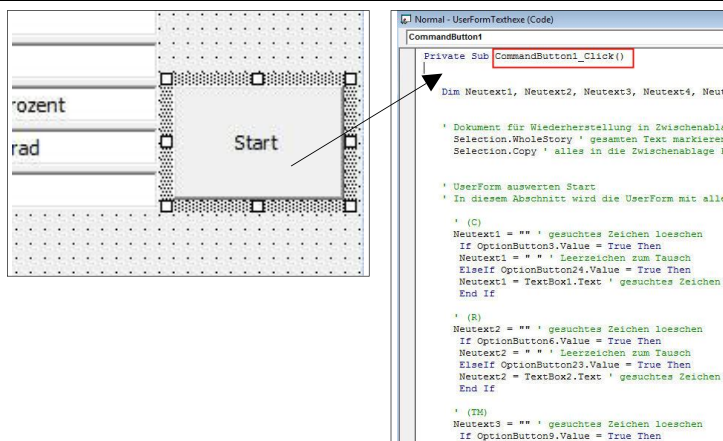 rozent
rad
Start
Normal - UserFormTexthexe (Code)
CommandButton1
Private Sub CommandButton1_Click()
Dim Neutext1, Neutext2, Neutext3, Neutext4, Neut
' Dokument für Wiederherstellung in Zwischenabla
Selection.WholeStory ' gesamten Text markieren
Selection.Copy ' alles in die Zwischenablage
' UserForm auswerten Start
' In diesem Abschnitt wird die UserForm mit alle
' (C)
Neutext1 = "" ' gesuchtes Zeichen loeschen
If OptionButton3.Value = True Then
Neutext1 = " " ' Leerzeichen zum Tausch
ElseIf OptionButton24.Value = True Then
Neutext1 = TextBox1.Text ' gesuchtes Zeichen
End If
' (R)
Neutext2 = "" ' gesuchtes Zeichen loeschen
If OptionButton6.Value = True Then
Neutext2 = " " ' Leerzeichen zum Tausch
ElseIf OptionButton23.Value = True Then
Neutext2 = TextBox2.Text ' gesuchtes Zeichen
End If
' (TM)
Neutext3 = "" ' gesuchtes Zeichen loeschen
If OptionButton9.Value = True Then